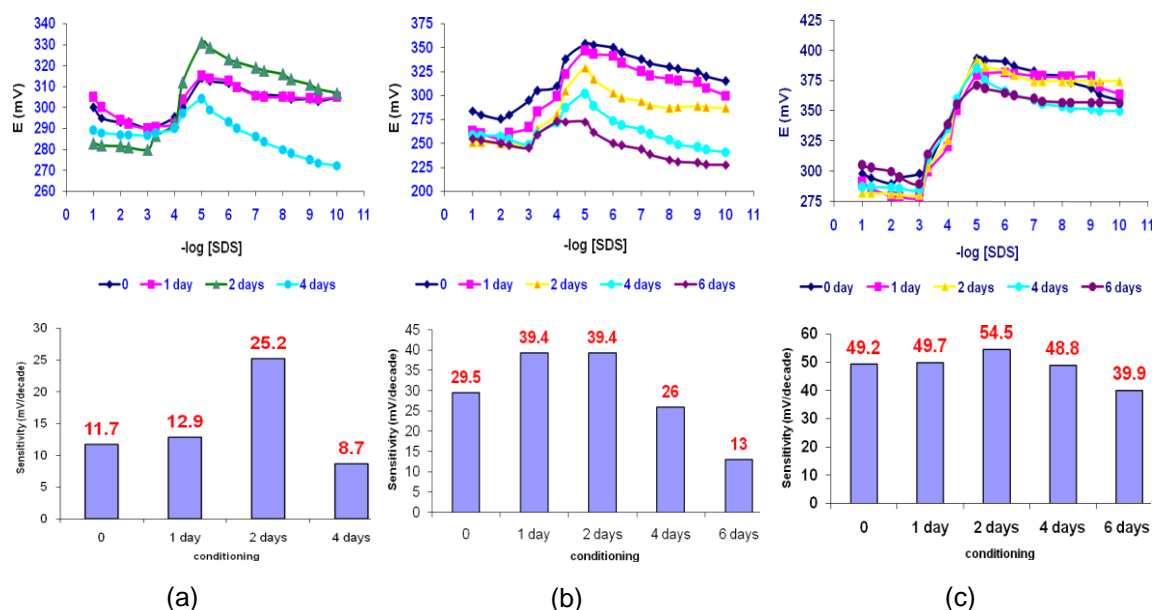 340
330
320
310
300
290
280
270
260
E (mV)
0 1 2 3 4 5 6 7 8 9 10 11
-log [SDS]
0 1 day 2 days 4 days
375
350
325
300
275
250
225
200
E (mV)
0 1 2 3 4 5 6 7 8 9 10 11
-log [SDS]
0 1 day 2 days 4 days 6 days
425
400
375
350
325
300
275
E (mV)
0 1 2 3 4 5 6 7 8 9 10 11
-log [SDS]
0 day 1 day 2 days 4 days 6 days
30
25
20
15
10
5
0
Sensitivity (mV/decade)
11.7 12.9 25.2 8.7
0 1 day 2 days 4 days
conditioning
45
40
35
30
25
20
15
10
5
0
Sensitivity (mV/decade)
29.5 39.4 39.4 26 13
0 1 day 2 days 4 days 6 days
conditioning
60
50
40
30
20
10
0
Sensitivity (mV/decade)
49.2 49.7 54.5 48.8 39.9
0 1 day 2 days 4 days 6 days
conditioning
(a) (b) (c)